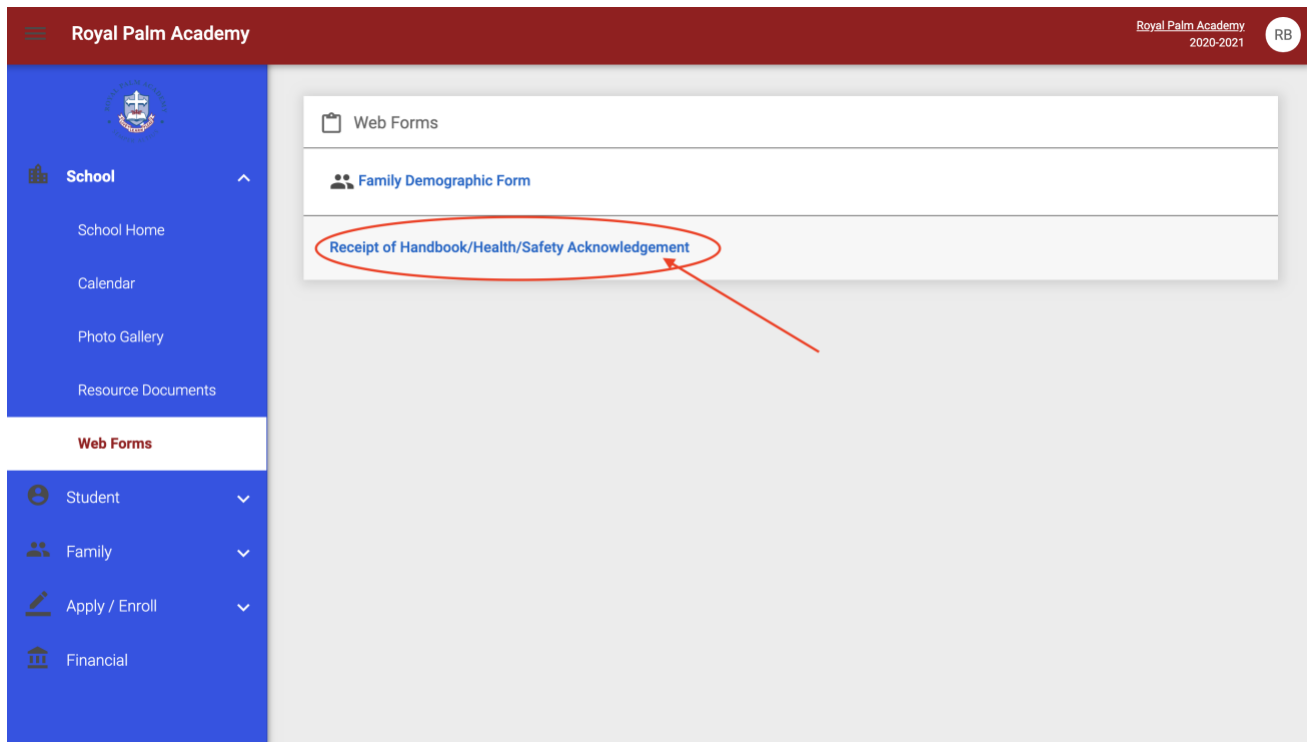 Royal Palm Academy
Royal Palm Academy
2020-2021
RB
School
School Home
Calendar
Photo Gallery
Resource Documents
Web Forms
Student
Family
Apply / Enroll
Financial
Web Forms
Family Demographic Form
Receipt of Handbook/Health/Safety Acknowledgement